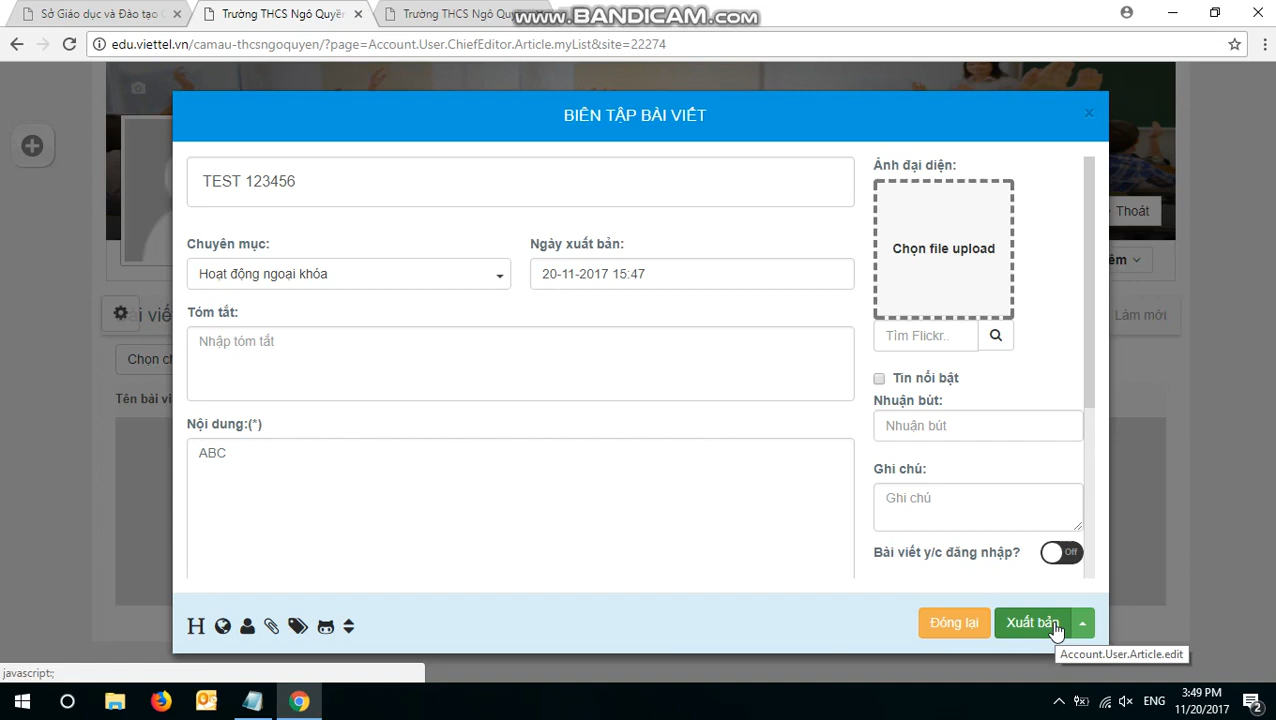 Sở Giáo dục và Đào tạo C
Trường THCS Ngô Quyền
Trường THCS Ngô Qu
www.BANDICAM.com
edu.viettel.vn/camau-thcsngoquyen/?page=Account.User.ChiefEditor.Article.myList&site=22274
BIÊN TẬP BÀI VIẾT
×
TEST 123456
Ảnh đại diện:
Chọn file upload
Thoát
Chuyên mục:
Ngày xuất bản:
Hoạt động ngoại khóa
20-11-2017 15:47
Tóm tắt:
Nhập tóm tắt
Làm mới
Tìm Flickr..
Chọn
Tin nổi bật
Tên bài vi
Nhuận bút:
Nhuận bút
Nội dung:(*)
ABC
Ghi chú:
Ghi chú
Bài viết y/c đăng nhập?
Off
H
Đóng lại
Xuất bản
Account.User.Article.edit
javascript:;
ENG
3:49 PM
11/20/2017
2